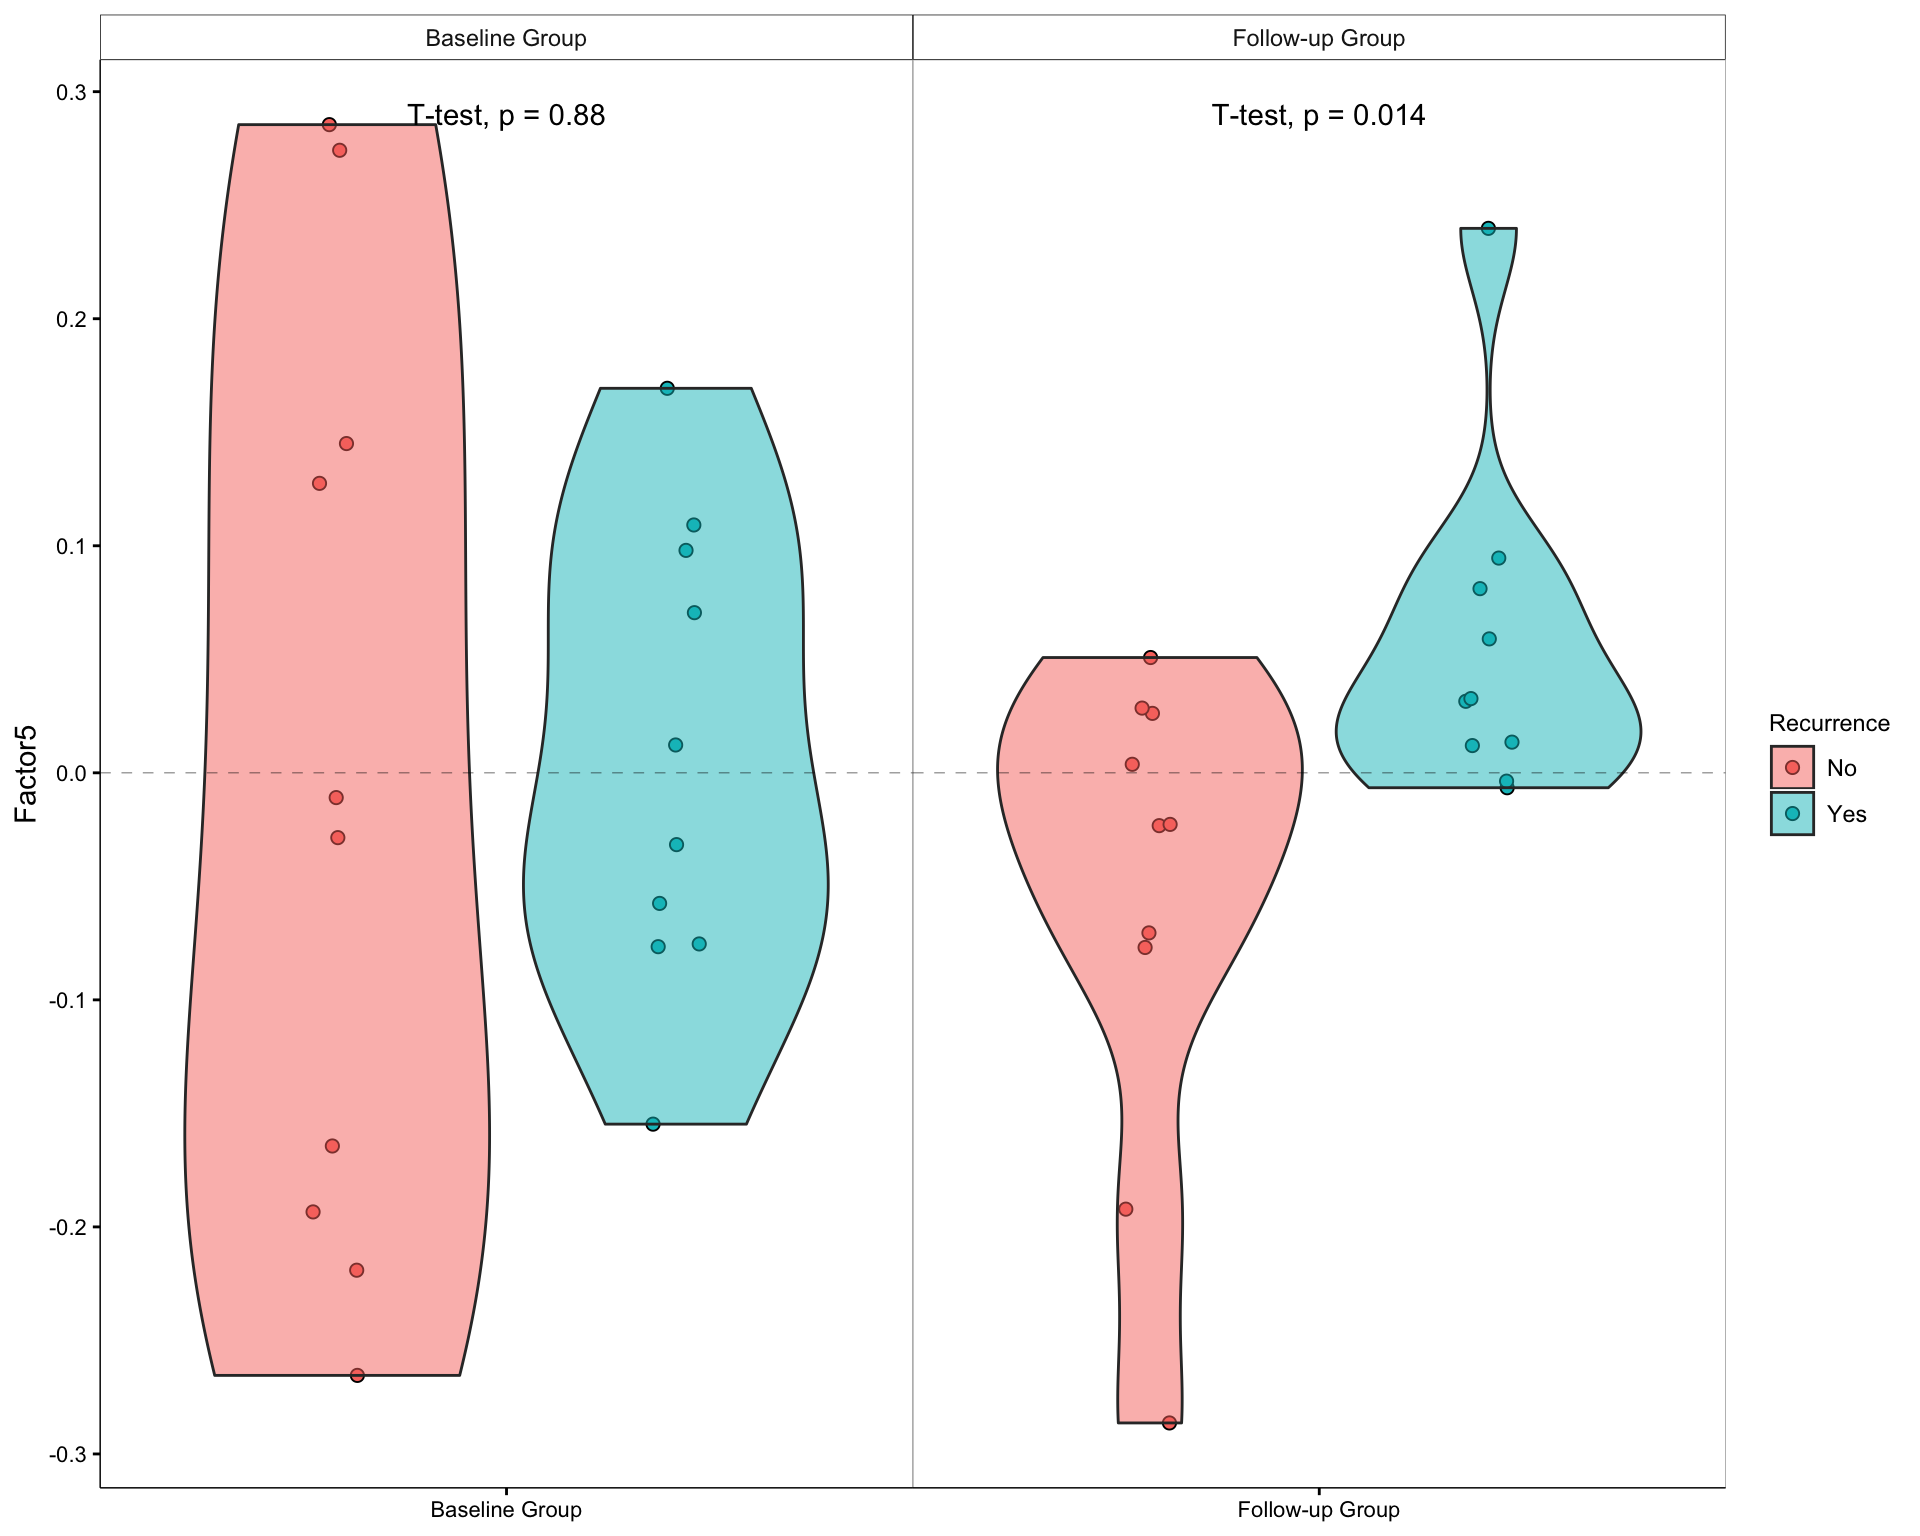 Baseline Group
Follow-up Group
T-test, p = 0.88
T-test, p = 0.014
0.3
0.2
0.1
0.0
-0.1
-0.2
-0.3
Factor5
Baseline Group
Follow-up Group
Recurrence
No
Yes